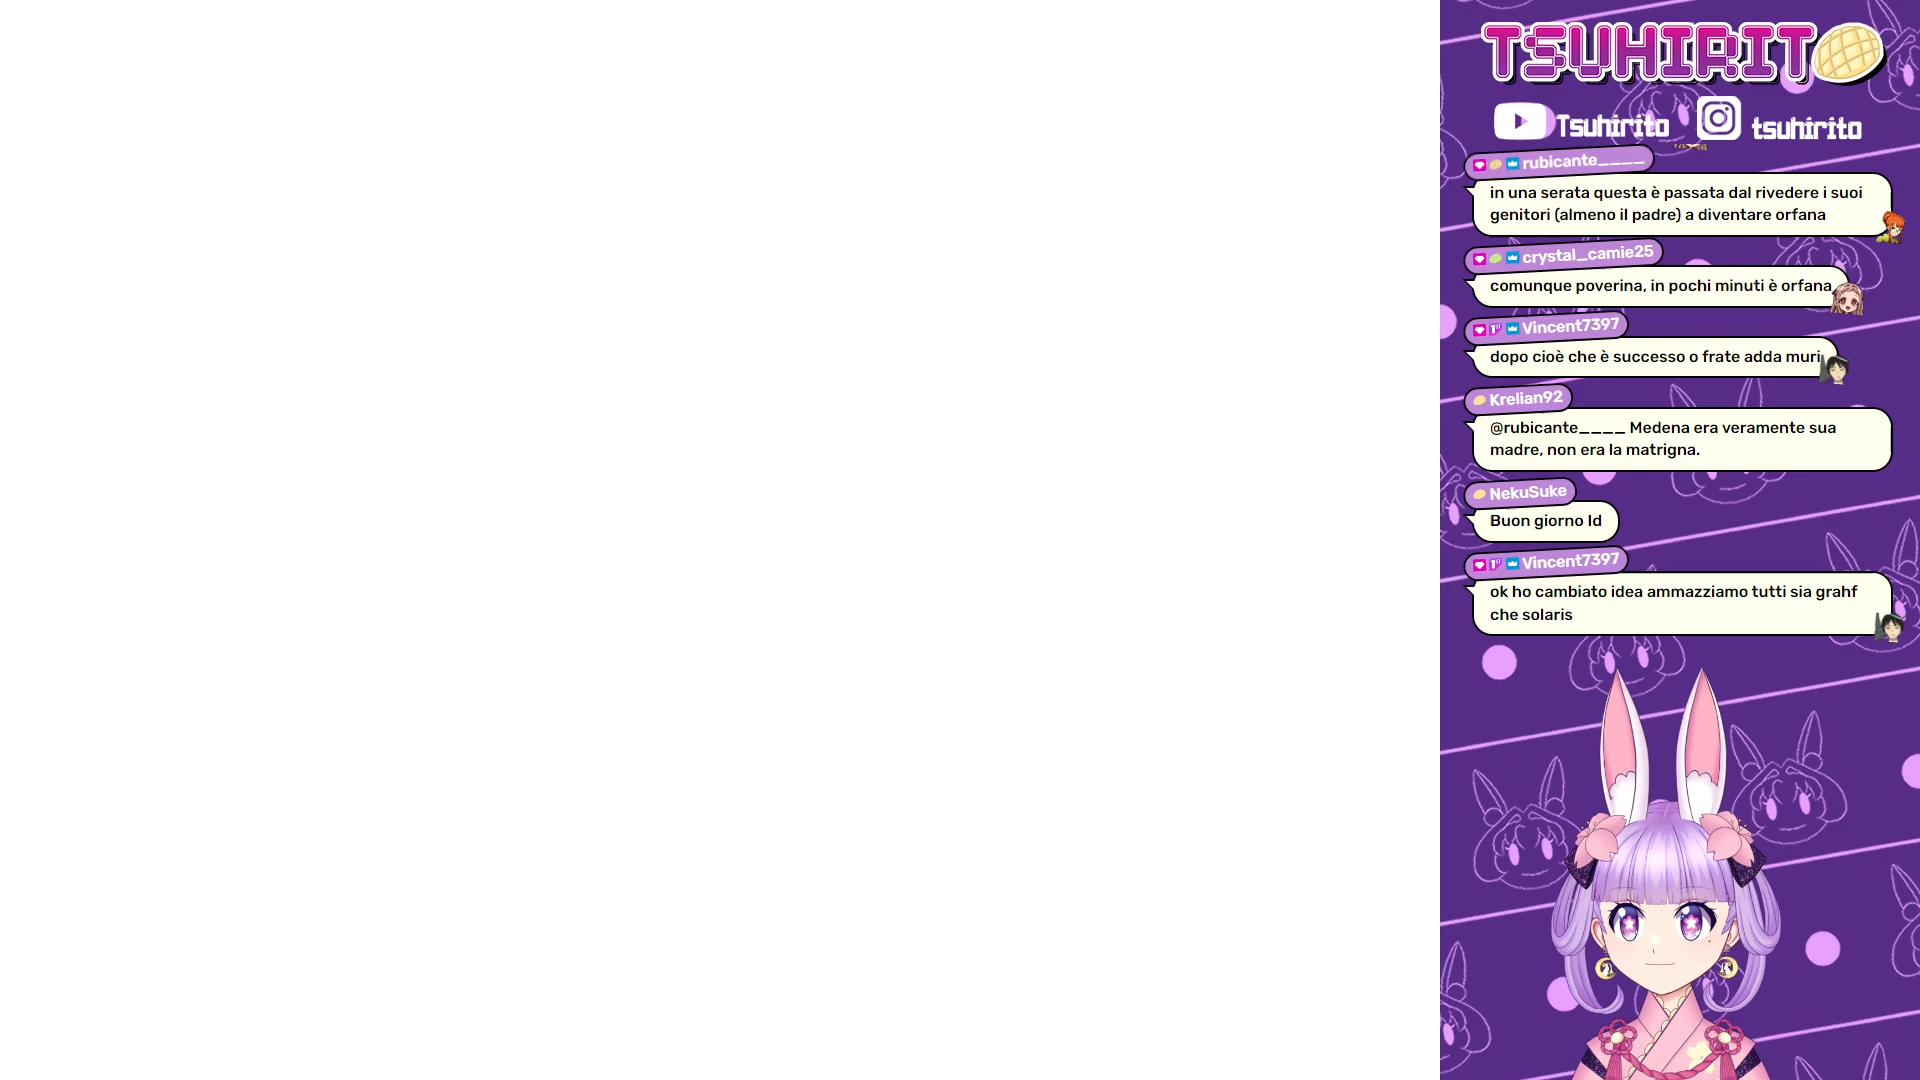 TSUHIRIT
Tsuhirito tsuhirito
rubicante____
in una serata questa è passata dal rivedere i suoi
genitori (almeno il padre) a diventare orfana
crystal_camie25
comunque poverina, in pochi minuti è orfana
Vincent7397
dopo cioè che è successo o frate adda muri
Krelian92
@rubicante____ Medena era veramente sua
madre, non era la matrigna.
NekuSuke
Buon giorno Id
Vincent7397
ok ho cambiato idea ammazziamo tutti sia grahf
che solaris